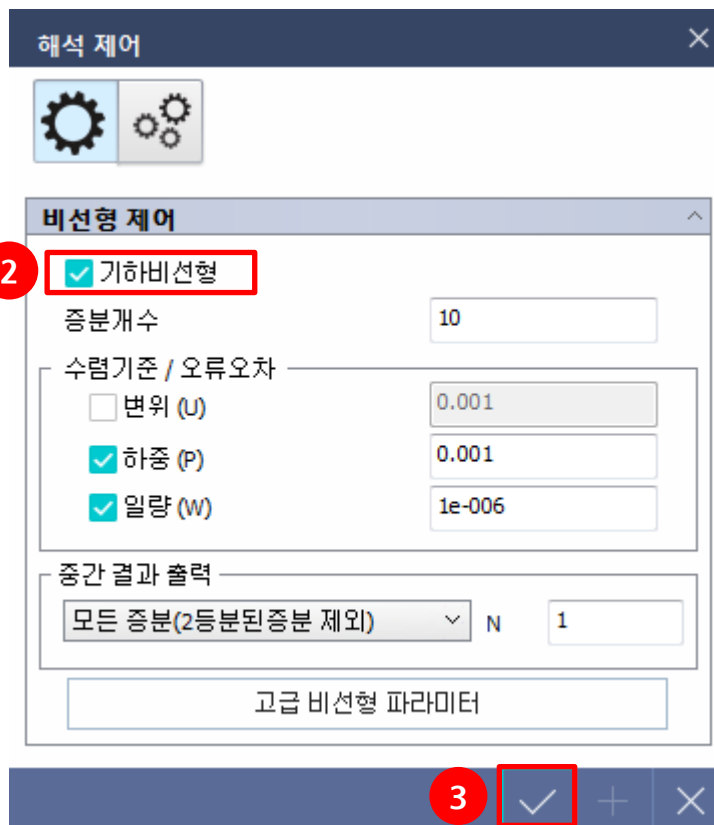 해석 제어
비선형 제어
2
기하비선형
증분개수 10
수렴기준 / 오류오차
변위 (U) 0.001
하중 (P) 0.001
일량 (W) 1e-006
중간 결과 출력
모든 증분(2등분된증분 제외) N 1
고급 비선형 파라미터
3